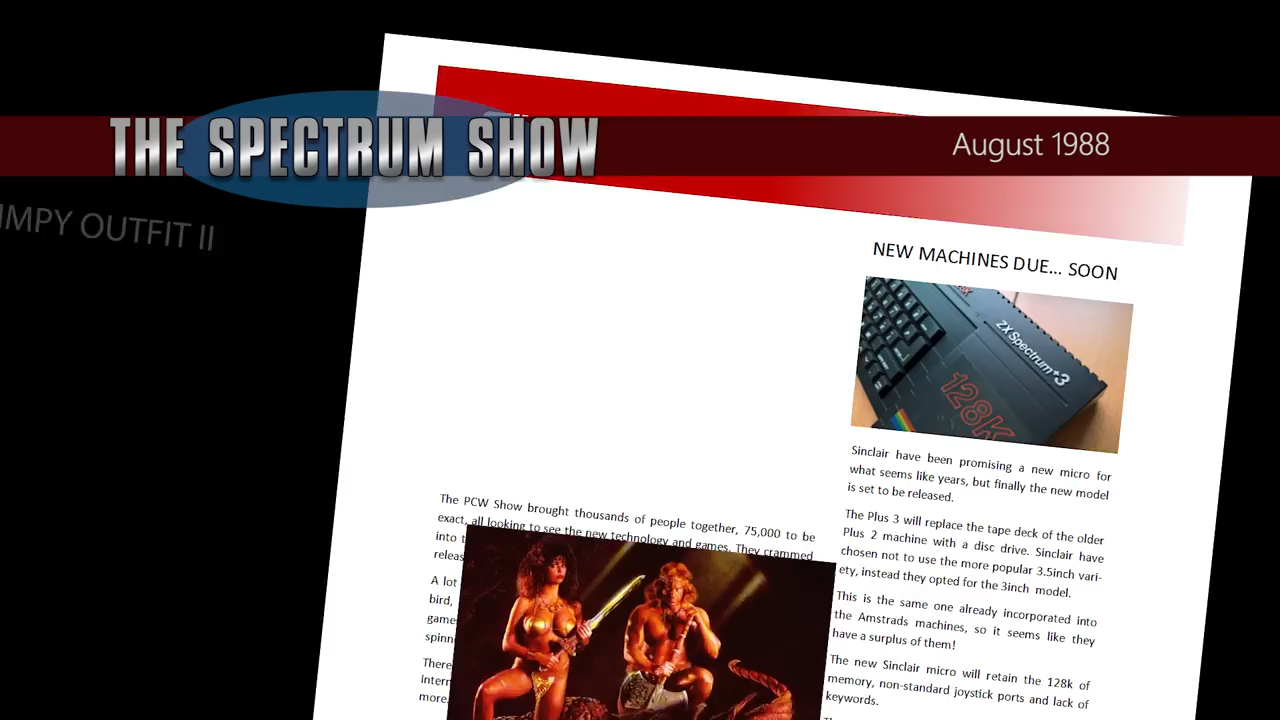 THE SPECTRUM SHOW
August 1988
IMPY OUTFIT II
NEW MACHINES DUE... SOON
ZX Spectrum +3
128K
Sinclair have been promising a new micro for
what seems like years, but finally the new model
is set to be released.
The Plus 3 will replace the tape deck of the older
Plus 2 machine with a disc drive. Sinclair have
chosen not to use the more popular 3.5inch vari-
ety, instead they opted for the 3inch model.
This is the same one already incorporated into
the Amstrads machines, so it seems like they
have a surplus of them!
The new Sinclair micro will retain the 128k of
memory, non-standard joystick ports and lack of
keywords.
The PCW Show brought thousands of people together, 75,000 to be
exact, all looking to see the new technology and games. They crammed
into t
releas
A lot
bird,
game
spinn
There
Intern
more.